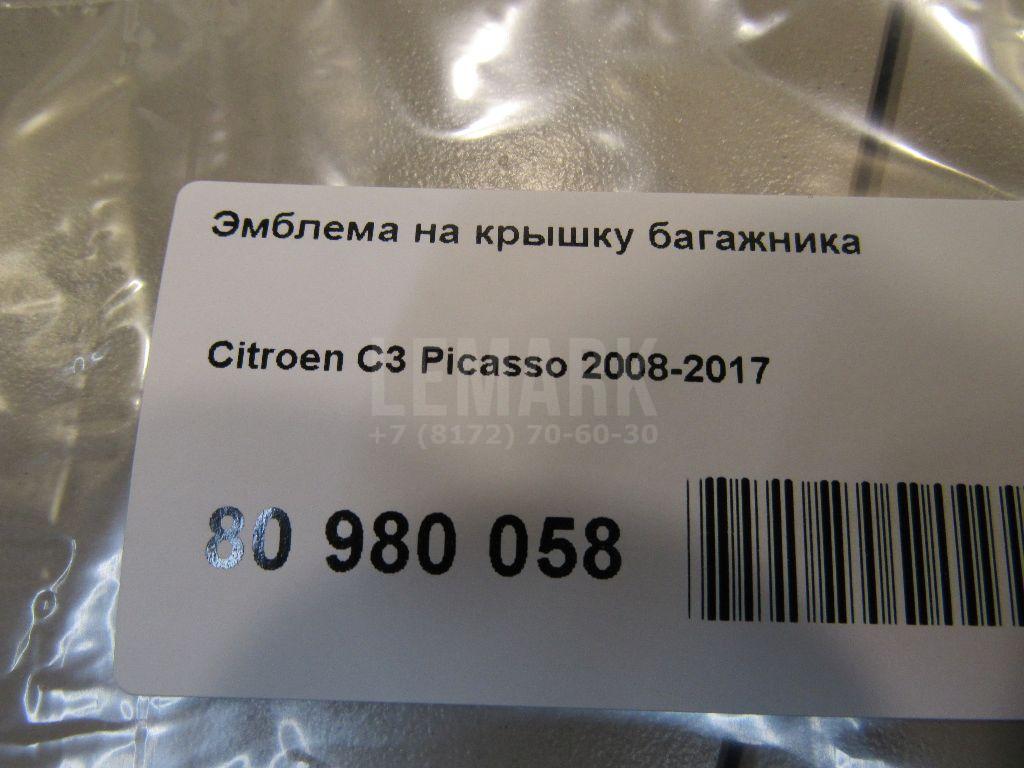 Эмблема на крышку багажника
Citroen C3 Picasso 2008-2017
LEMARK
+7 (8172) 70-60-30
80 980 058